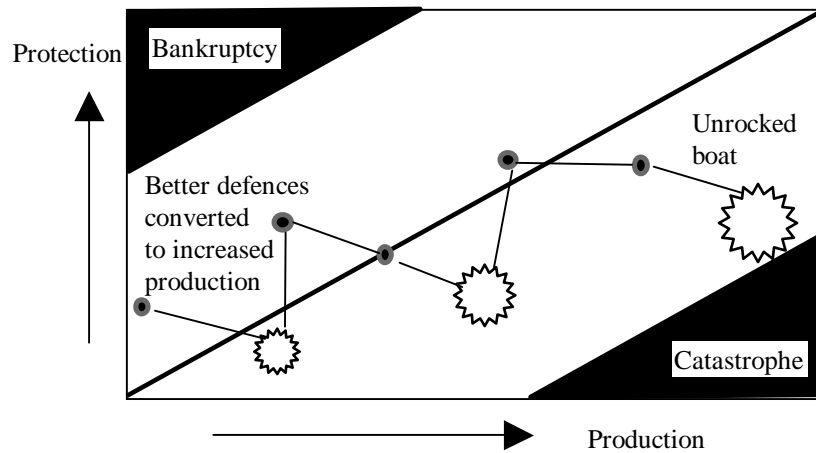 Bankruptcy
Protection
Unrocked
boat
Better defences
converted
to increased
production
Catastrophe
Production